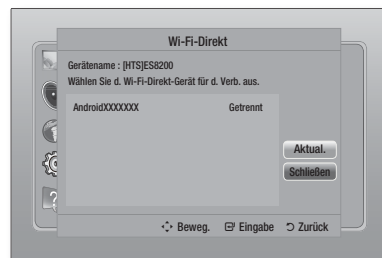 Wi-Fi-Direkt
Gerätename : [HTS]ES8200
Wählen Sie d. Wi-Fi-Direkt-Gerät für d. Verb. aus.
AndroidXXXXXXX Getrennt
Aktual.
Schließen
Beweg. Eingabe Zurück